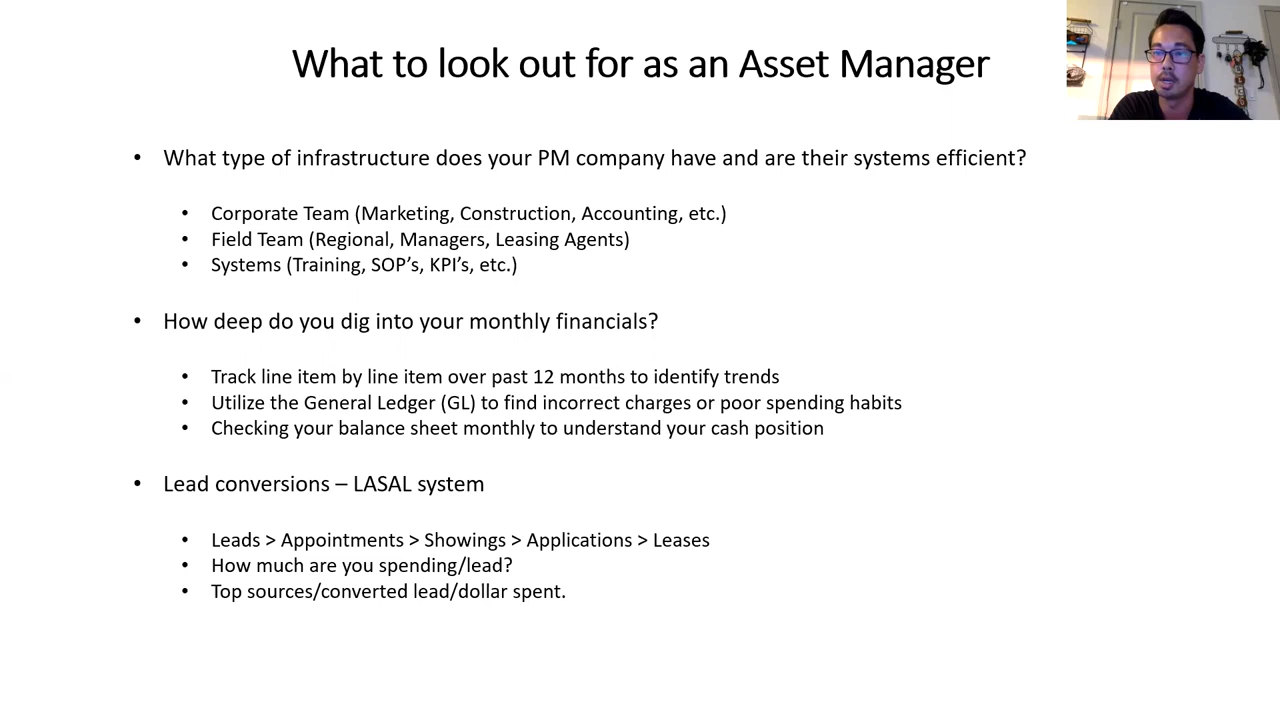 What to look out for as an Asset Manager
• What type of infrastructure does your PM company have and are their systems efficient?
• Corporate Team (Marketing, Construction, Accounting, etc.)
• Field Team (Regional, Managers, Leasing Agents)
• Systems (Training, SOP’s, KPI’s, etc.)
• How deep do you dig into your monthly financials?
• Track line item by line item over past 12 months to identify trends
• Utilize the General Ledger (GL) to find incorrect charges or poor spending habits
• Checking your balance sheet monthly to understand your cash position
• Lead conversions – LASAL system
• Leads > Appointments > Showings > Applications > Leases
• How much are you spending/lead?
• Top sources/converted lead/dollar spent.